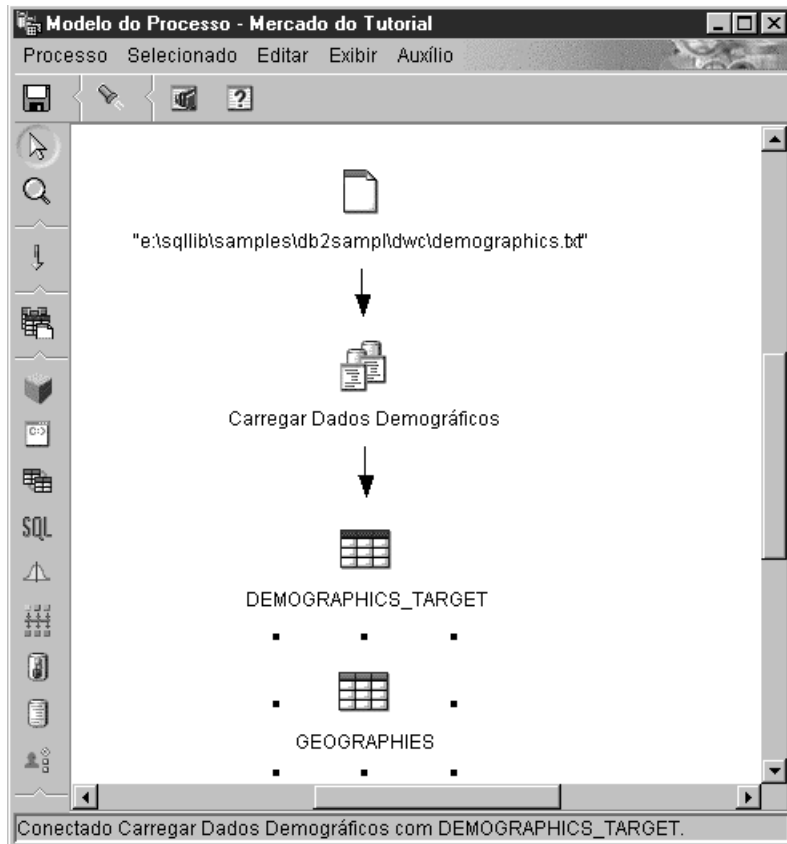 Modelo do Processo - Mercado do Tutorial
Processo Selecionado Editar Exibir Auxílio
"e:\sqllib\samples\db2sampl\dwc\demographics.txt"
Carregar Dados Demográficos
C:>
SQL
DEMOGRAPHICS_TARGET
GEOGRAPHIES
Conectado Carregar Dados Demográficos com DEMOGRAPHICS_TARGET.